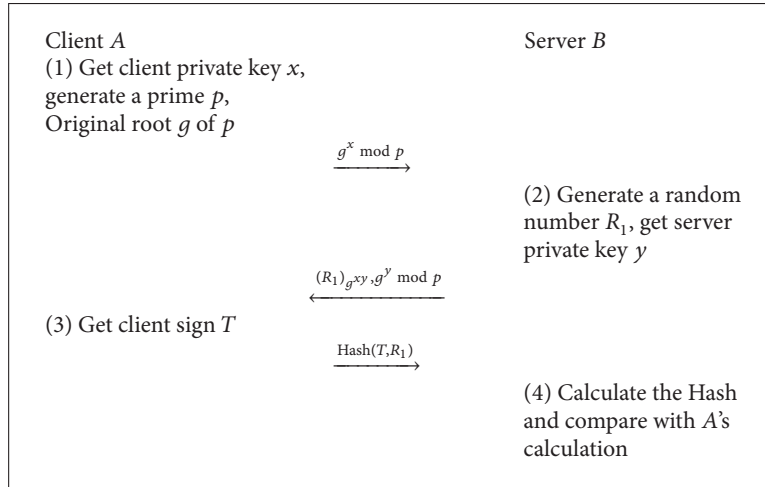 Client A
Server B
(1) Get client private key x,
generate a prime p,
Original root g of p
g^x mod p
(2) Generate a random
number R₁, get server
private key y
(R₁)_{g^{xy}}, g^y mod p
(3) Get client sign T
Hash(T,R₁)
(4) Calculate the Hash
and compare with A's
calculation